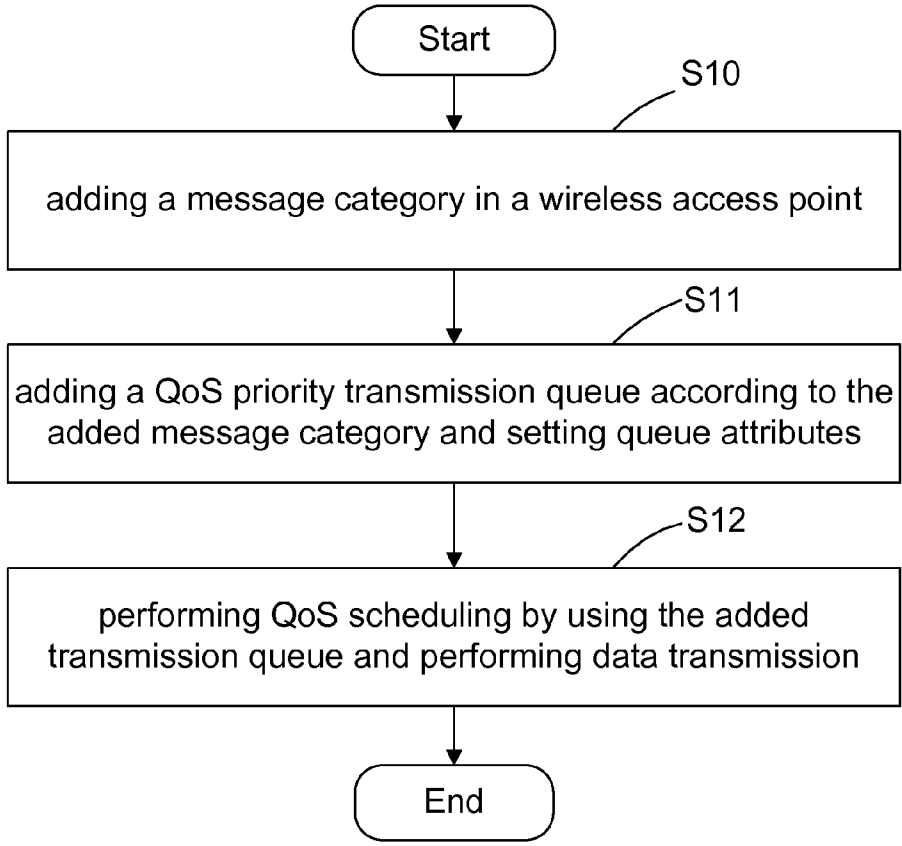 Start
S10
adding a message category in a wireless access point
S11
adding a QoS priority transmission queue according to the
added message category and setting queue attributes
S12
performing QoS scheduling by using the added
transmission queue and performing data transmission
End